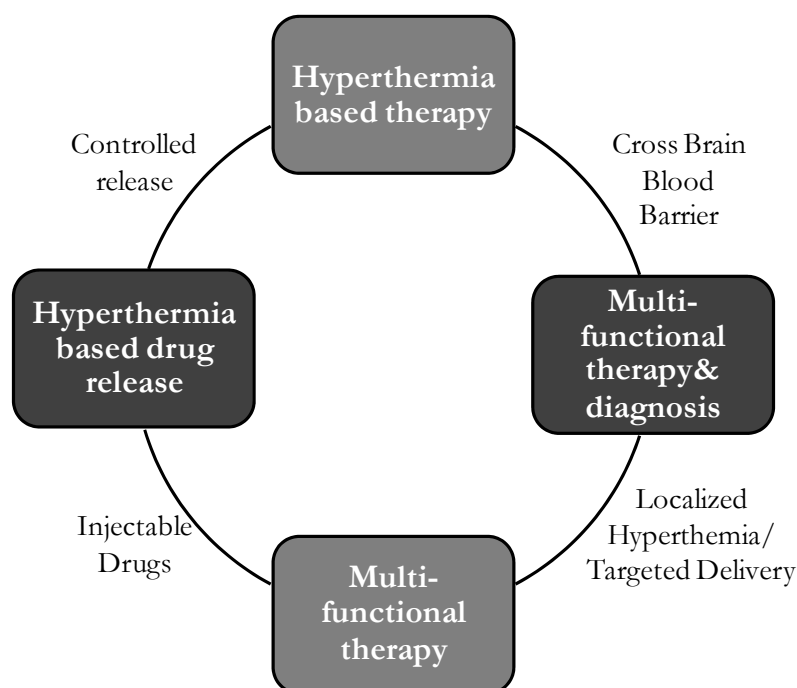 Hyperthermia
based therapy
Controlled
release
Cross Brain
Blood
Barrier
Hyperthermia
based drug
release
Multi-
functional
therapy&
diagnosis
Injectable
Drugs
Localized
Hyperthemia/
Targeted Delivery
Multi-
functional
therapy